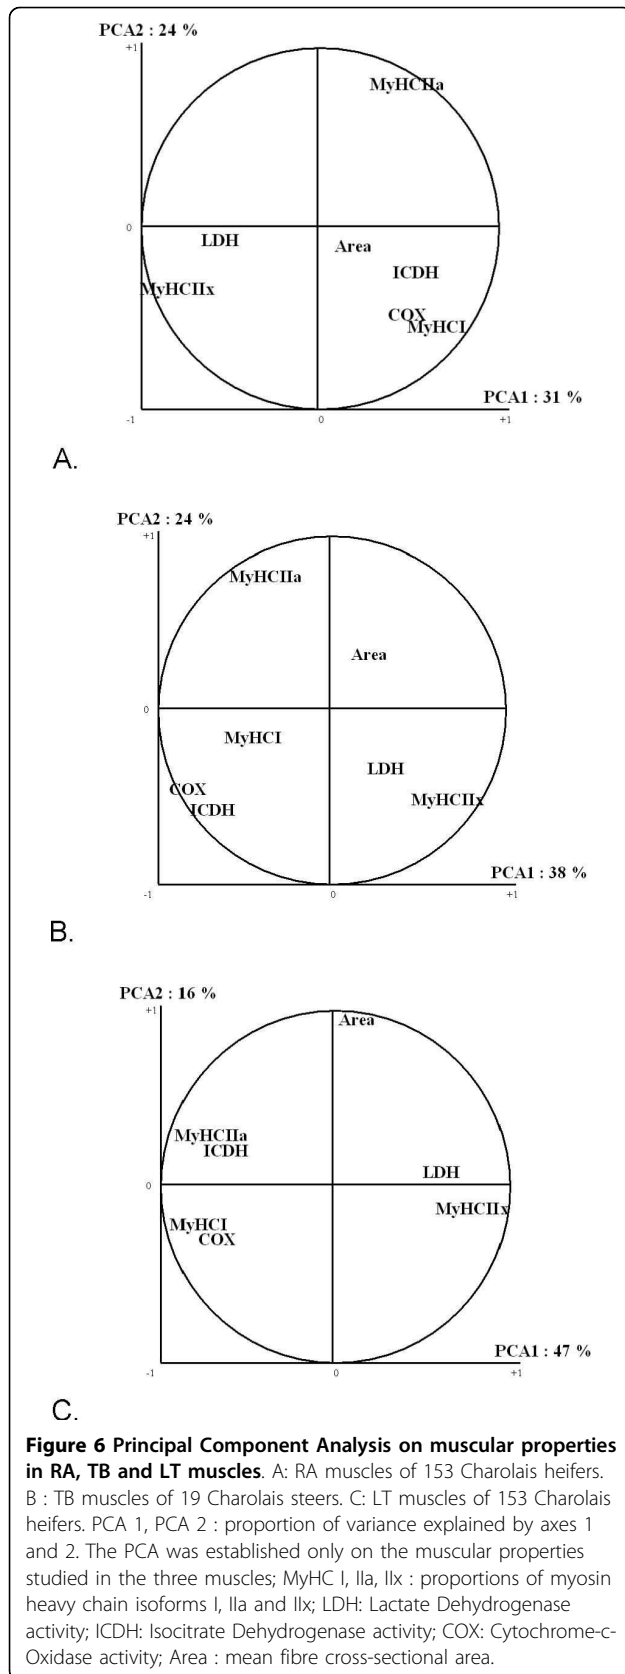 PCA2 : 24 %
+1
MyHCIIa
0
LDH
Area
ICDH
MyHCIIx
COX
MyHCI
PCA1 : 31 %
-1 0 +1
A.
PCA2 : 24 %
+1
MyHCIIa
Area
0
MyHCI
LDH
COX
MyHCIIx
ICDH
PCA1 : 38 %
-1 0 +1
B.
PCA2 : 16 %
+1
Area
MyHCIIa
ICDH
LDH
0
MyHCIIx
MyHCI
COX
PCA1 : 47 %
-1 0 +1
C.
Figure 6 Principal Component Analysis on muscular properties
in RA, TB and LT muscles. A: RA muscles of 153 Charolais heifers.
B : TB muscles of 19 Charolais steers. C: LT muscles of 153 Charolais
heifers. PCA 1, PCA 2 : proportion of variance explained by axes 1
and 2. The PCA was established only on the muscular properties
studied in the three muscles; MyHC I, IIa, IIx : proportions of myosin
heavy chain isoforms I, IIa and IIx; LDH: Lactate Dehydrogenase
activity; ICDH: Isocitrate Dehydrogenase activity; COX: Cytochrome-c-
Oxidase activity; Area : mean fibre cross-sectional area.